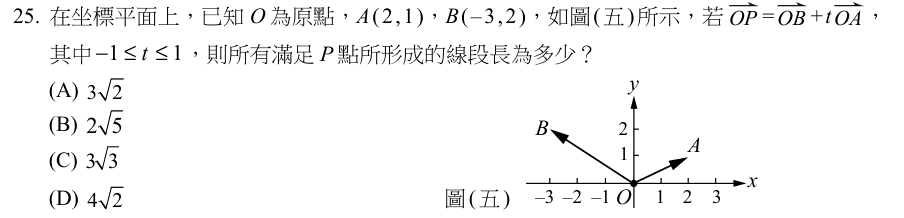 25. 在坐標平面上，已知 O 為原點，A(2,1)，B(−3,2)，如圖(五)所示，若 $\overrightarrow{OP}=\overrightarrow{OB}+t\overrightarrow{OA}$，
其中 −1 ≤ t ≤ 1，則所有滿足 P 點所形成的線段長為多少？
(A) 3√2
(B) 2√5
(C) 3√3
(D) 4√2
圖(五)
y
B
2
A
1
−3 −2 −1 O 1 2 3 x